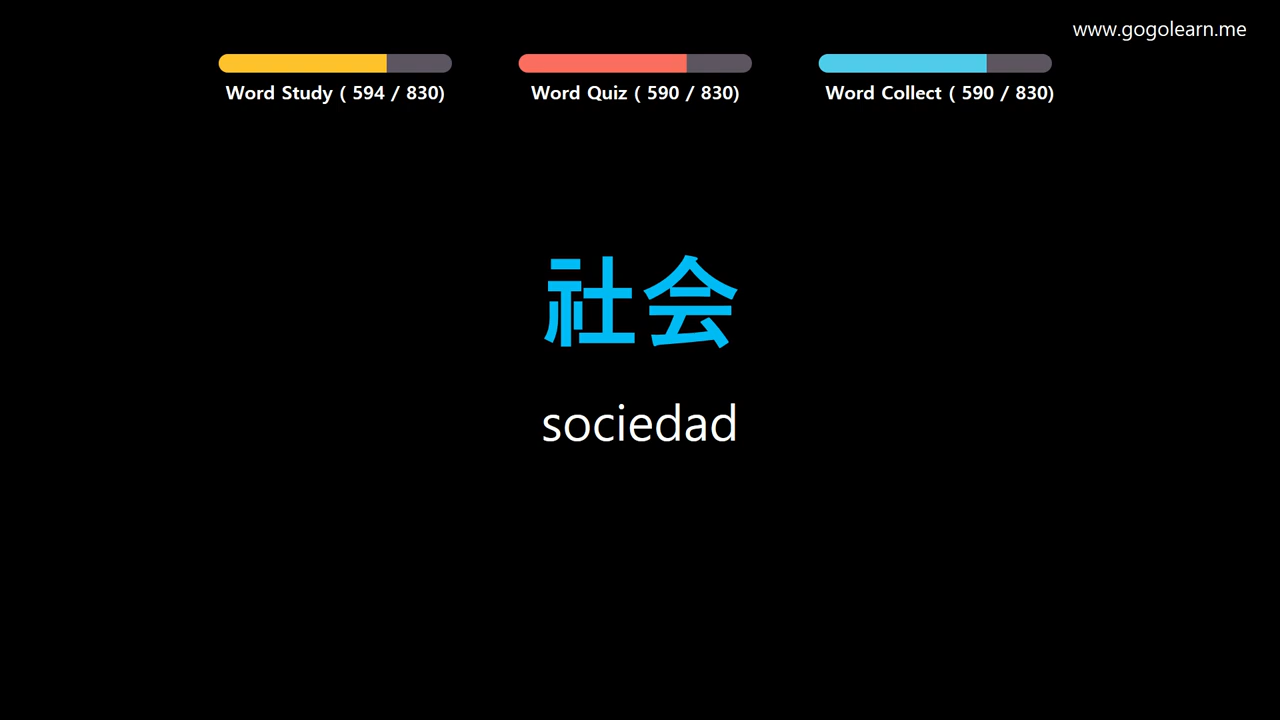 www.gogolearn.me
Word Study ( 594 / 830)
Word Quiz ( 590 / 830)
Word Collect ( 590 / 830)
社会
sociedad